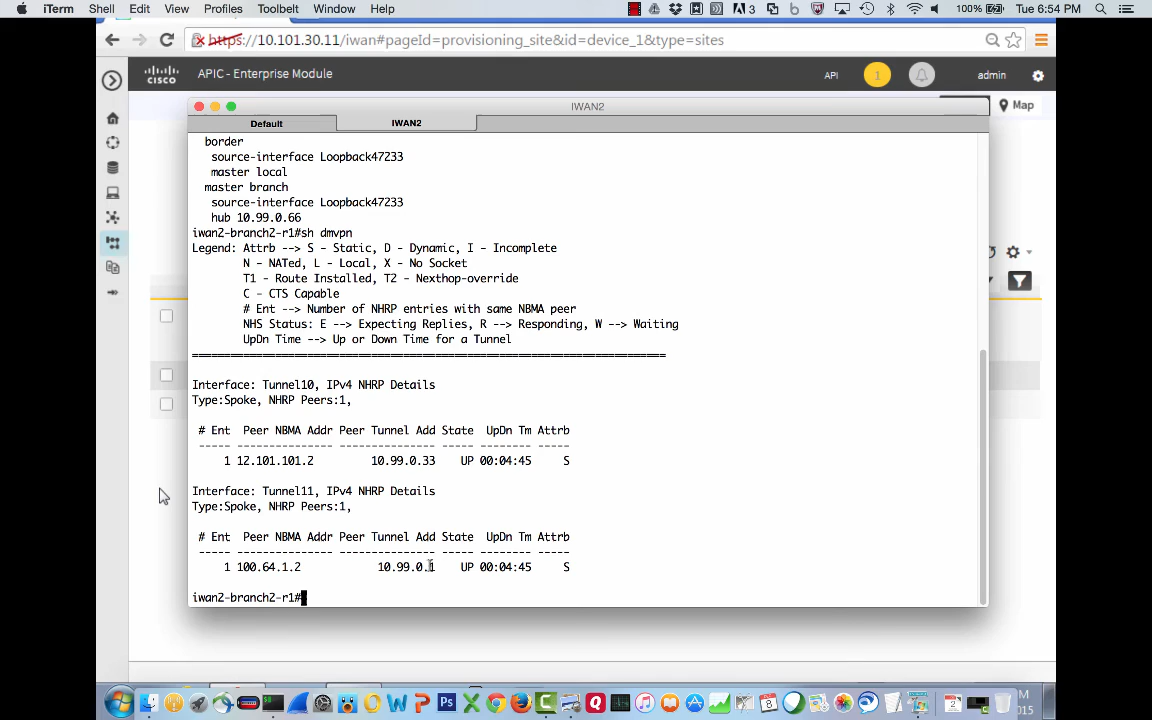 iTerm Shell Edit View Profiles Toolbelt Window Help 3 100% Tue 6:54 PM
https://10.101.30.11/iwan#pageId=provisioning_site&id=device_1&type=sites
CISCO APIC - Enterprise Module API 1 admin
IWAN2
Map
Default IWAN2
border
source-interface Loopback47233
master local
master branch
source-interface Loopback47233
hub 10.99.0.66
iwan2-branch2-r1#sh dmvpn
Legend: Attrb --> S - Static, D - Dynamic, I - Incomplete
N - NATed, L - Local, X - No Socket
T1 - Route Installed, T2 - Nexthop-override
C - CTS Capable
# Ent --> Number of NHRP entries with same NBMA peer
NHS Status: E --> Expecting Replies, R --> Responding, W --> Waiting
UpDn Time --> Up or Down Time for a Tunnel
==========================================================================
Interface: Tunnel10, IPv4 NHRP Details
Type:Spoke, NHRP Peers:1,
# Ent Peer NBMA Addr Peer Tunnel Add State UpDn Tm Attrb
----- --------------- --------------- ----- -------- -----
1 12.101.101.2 10.99.0.33 UP 00:04:45 S
Interface: Tunnel11, IPv4 NHRP Details
Type:Spoke, NHRP Peers:1,
# Ent Peer NBMA Addr Peer Tunnel Add State UpDn Tm Attrb
----- --------------- --------------- ----- -------- -----
1 100.64.1.2 10.99.0.1 UP 00:04:45 S
iwan2-branch2-r1#